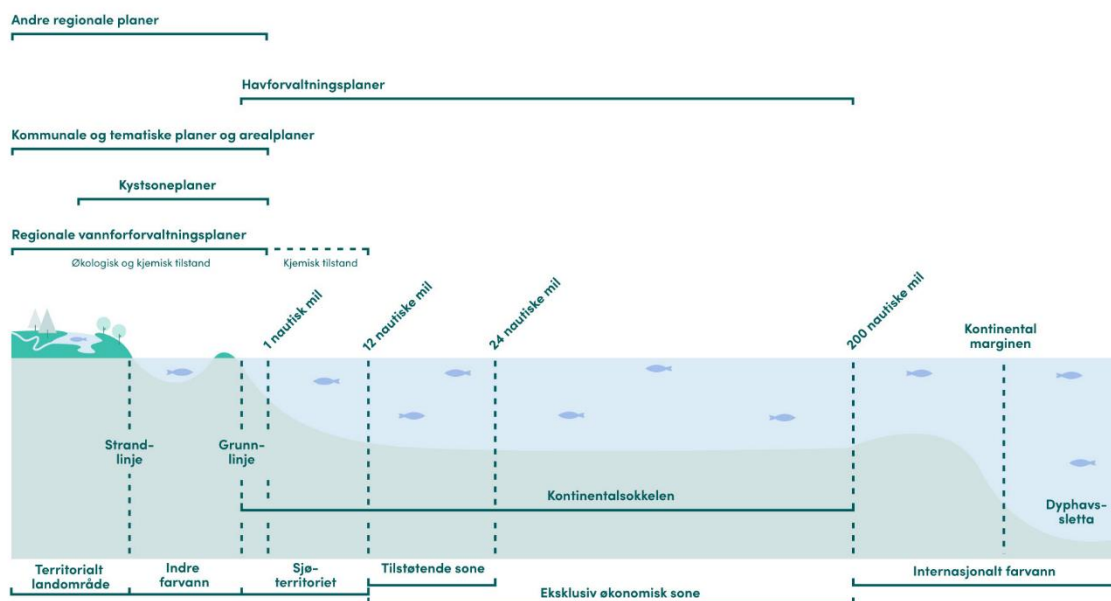 Andre regionale planer
Havforvaltningsplaner
Kommunale og tematiske planer og arealplaner
Kystsoneplaner
Regionale vannforforvaltningsplaner
Økologisk og kjemisk tilstand
Kjemisk tilstand
1 nautisk mil
12 nautiske mil
24 nautiske mil
200 nautiske mil
Kontinental
marginen
Strand-
linje
Grunn-
linje
Kontinentalsokkelen
Dyphavs-
sletta
Territorialt
landområde
Indre
farvann
Sjø-
territoriet
Tilstøtende sone
Eksklusiv økonomisk sone
Internasjonalt farvann